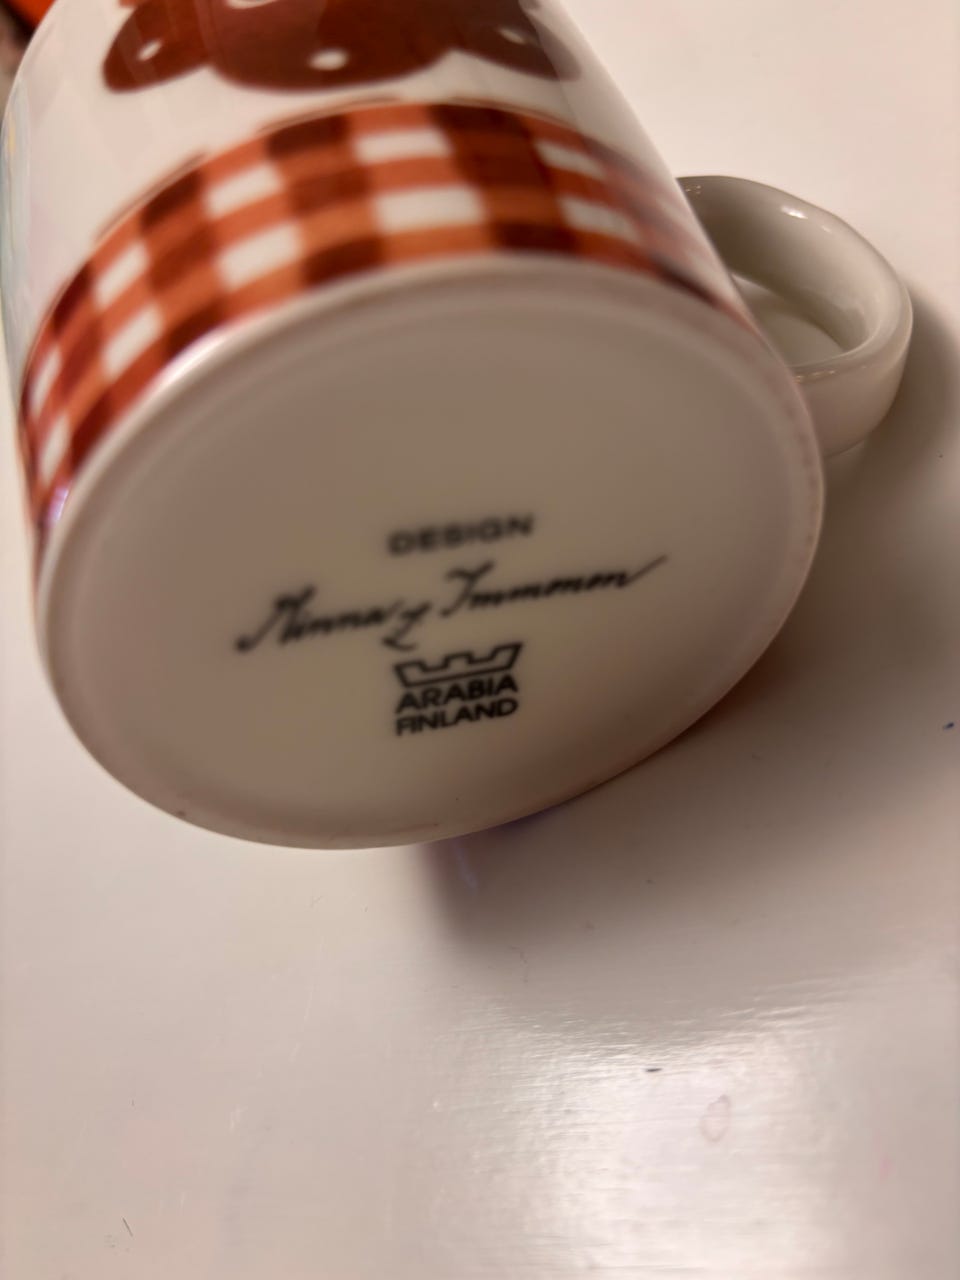 DESIGN
Minna L Immonen
ARABIA
FINLAND